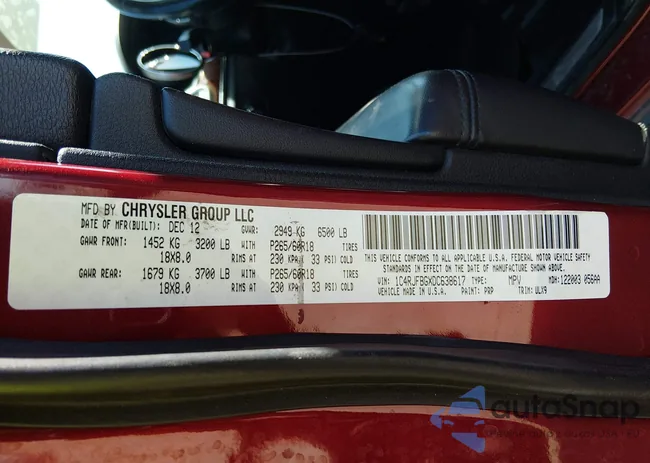 MFD BY CHRYSLER GROUP LLC
DATE OF MFR(BUILT): DEC 12 GVWR: 2949 KG 6500 LB
GAWR FRONT: 1452 KG 3200 LB WITH P265/60R18 TIRES
18X8.0 RIMS AT 230 KPA ( 33 PSI) COLD
GAWR REAR: 1679 KG 3700 LB WITH P265/60R18 TIRES
18X8.0 RIMS AT 230 KPA ( 33 PSI) COLD
THIS VEHICLE CONFORMS TO ALL APPLICABLE U.S.A. FEDERAL MOTOR VEHICLE SAFETY
STANDARDS IN EFFECT ON THE DATE OF MANUFACTURE SHOWN ABOVE.
VIN: 1C4RJFBGXDC638617 TYPE: MPV MDH: 122003 056AA
VEHICLE MADE IN U.S.A. PAINT: PRP TRIM: ULX9
autoSnap